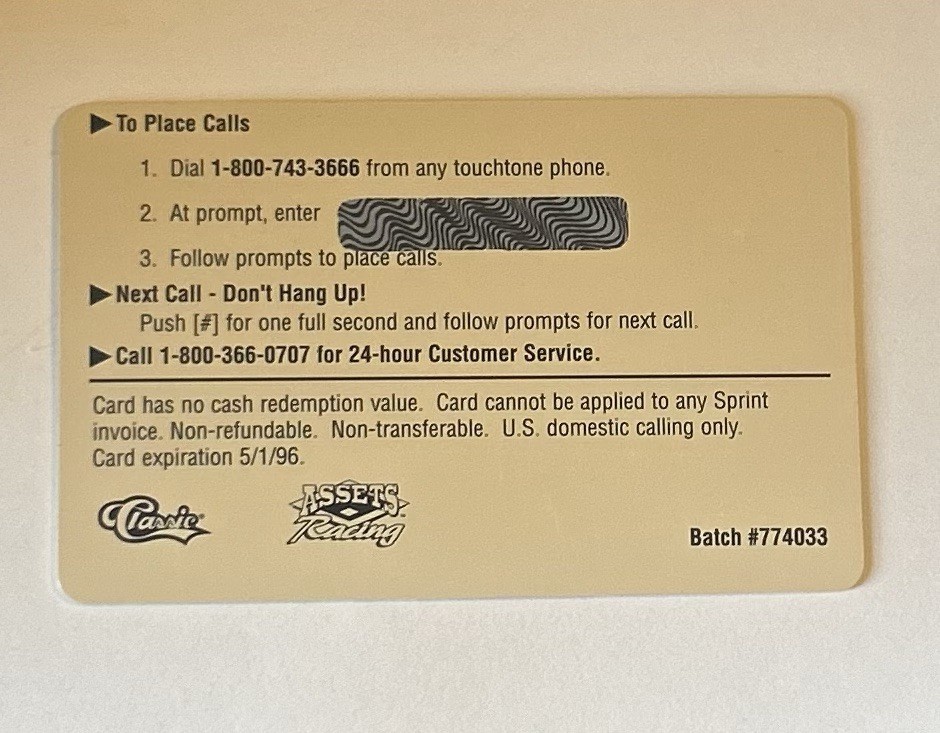 ▶To Place Calls
1. Dial 1-800-743-3666 from any touchtone phone.
2. At prompt, enter
3. Follow prompts to place calls.
▶Next Call - Don't Hang Up!
Push [#] for one full second and follow prompts for next call.
▶Call 1-800-366-0707 for 24-hour Customer Service.
Card has no cash redemption value. Card cannot be applied to any Sprint
invoice. Non-refundable. Non-transferable. U.S. domestic calling only.
Card expiration 5/1/96.
Classic
ASSETS
Racing
Batch #774033